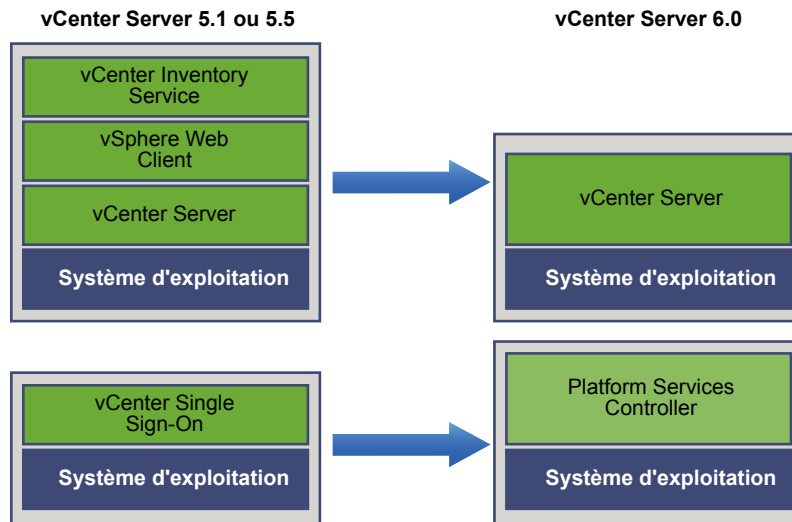 vCenter Server 5.1 ou 5.5
vCenter Server 6.0
vCenter Inventory
Service
vSphere Web
Client
vCenter Server
Système d'exploitation
vCenter Server
Système d'exploitation
vCenter Single
Sign-On
Système d'exploitation
Platform Services
Controller
Système d'exploitation